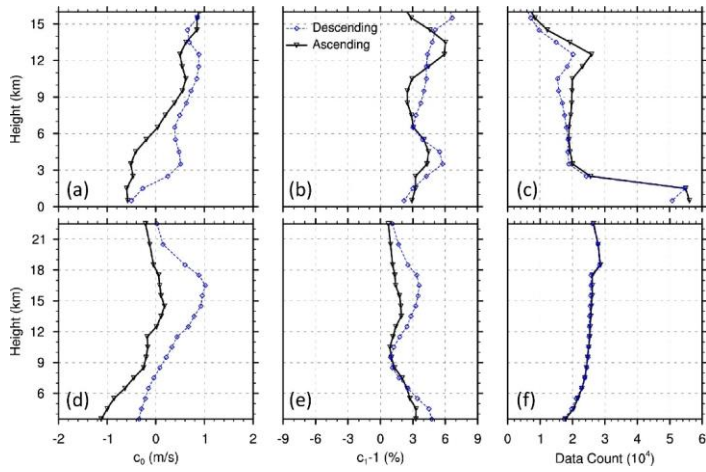 15
12
9
6
3
0
Height (km)
(a)
Descending
Ascending
(b)
(c)
21
18
15
12
9
6
Height (km)
(d)
(e)
(f)
-2 -1 0 1 2
-9 -6 -3 0 3 6 9
0 1 2 3 4 5 6
c₀ (m/s)
c₁-1 (%)
Data Count (10⁴)